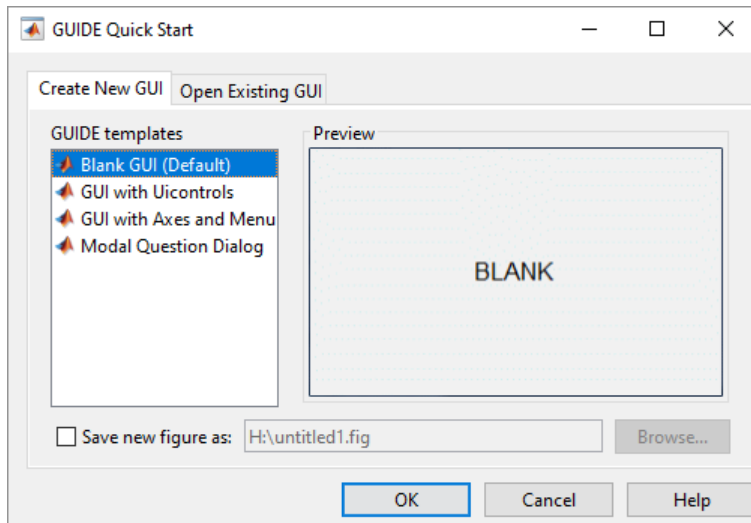 GUIDE Quick Start
Create New GUI
Open Existing GUI
GUIDE templates
Preview
Blank GUI (Default)
GUI with Uicontrols
GUI with Axes and Menu
Modal Question Dialog
BLANK
Save new figure as:
H:\untitled1.fig
Browse...
OK
Cancel
Help